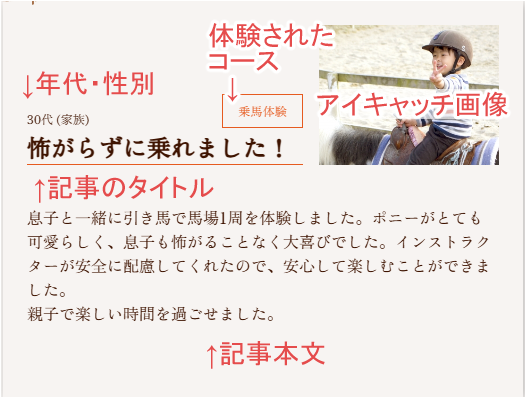 体験された
コース
↓
↓年代・性別
アイキャッチ画像
乗馬体験
30代 (家族)
怖がらずに乗れました！
↑記事のタイトル
息子と一緒に引き馬で馬場1周を体験しました。ポニーがとても
可愛らしく、息子も怖がることなく大喜びでした。インストラク
ターが安全に配慮してくれたので、安心して楽しむことができま
した。
親子で楽しい時間を過ごせました。
↑記事本文